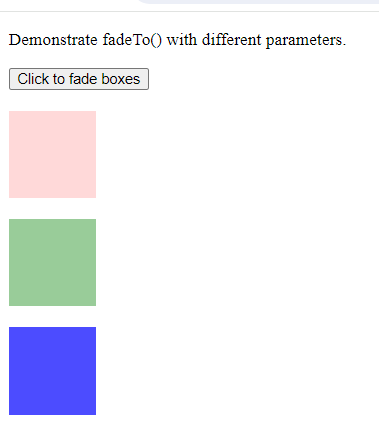 Demonstrate fadeTo() with different parameters.
Click to fade boxes